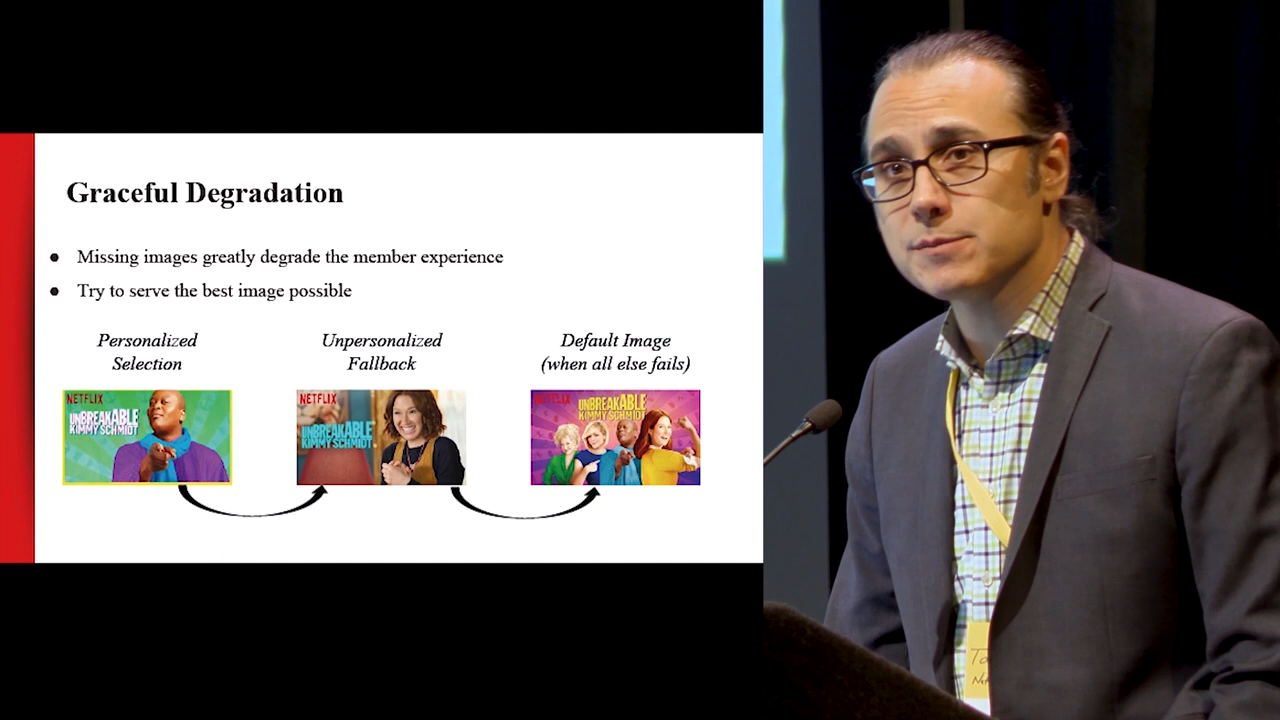 Graceful Degradation
● Missing images greatly degrade the member experience
● Try to serve the best image possible
Personalized
Selection
Unpersonalized
Fallback
Default Image
(when all else fails)
NETFLIX
UNBREAKABLE
KIMMY SCHMIDT
NETFLIX
UNBREAKABLE
KIMMY SCHMIDT
NETFLIX
UNBREAKABLE
KIMMY SCHMIDT